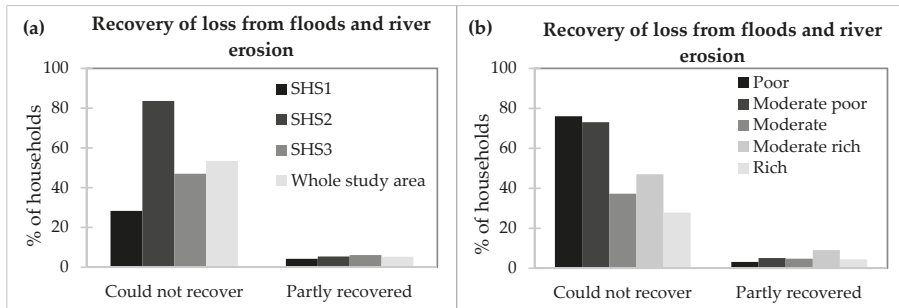 (a) Recovery of loss from floods and river
erosion
% of households
100
80
60
40
20
0
SHS1
SHS2
SHS3
Whole study area
Could not recover
Partly recovered
(b) Recovery of loss from floods and river
erosion
% of households
100
80
60
40
20
0
Poor
Moderate poor
Moderate
Moderate rich
Rich
Could not recover
Partly recovered